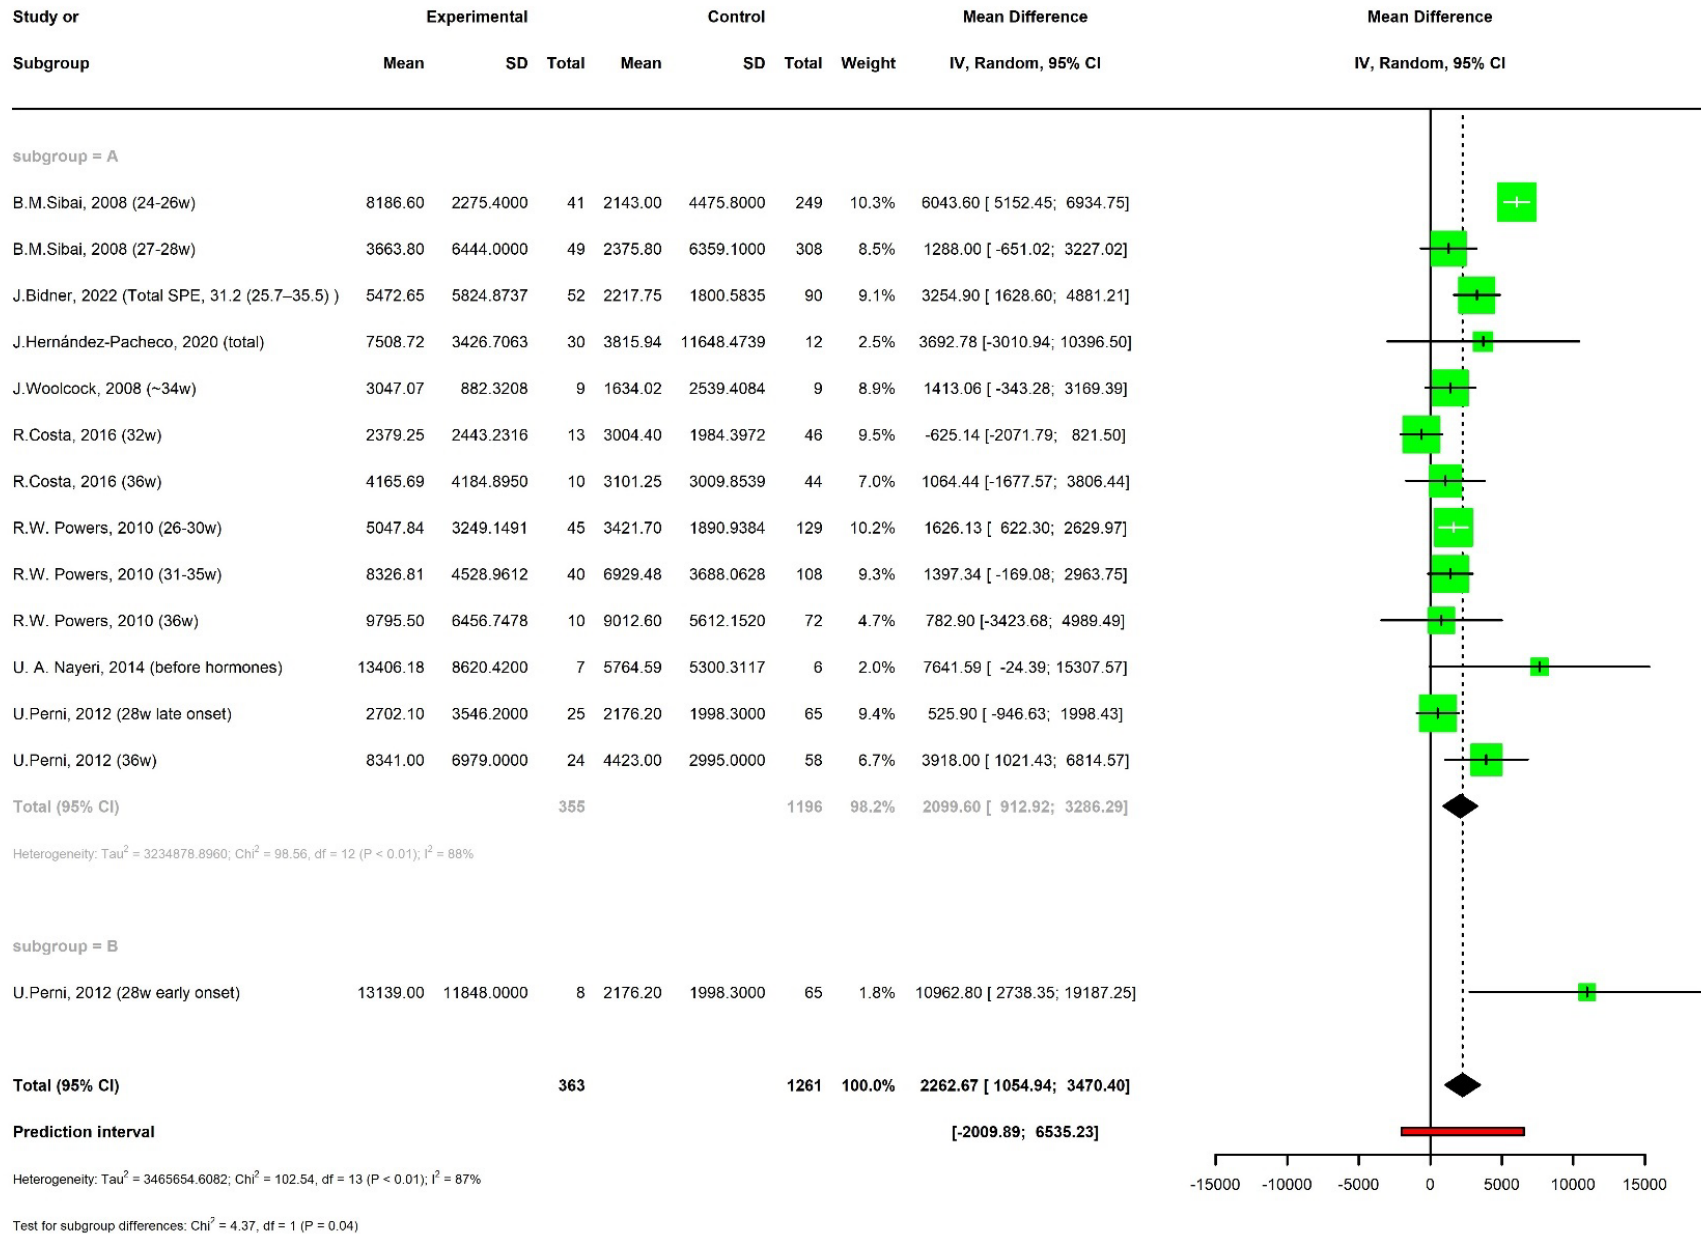 Study or Experimental Control Mean Difference Mean Difference
Subgroup Mean SD Total Mean SD Total Weight IV, Random, 95% CI IV, Random, 95% CI
subgroup = A
B.M.Sibai, 2008 (24-26w) 8186.60 2275.4000 41 2143.00 4475.8000 249 10.3% 6043.60 [ 5152.45; 6934.75]
B.M.Sibai, 2008 (27-28w) 3663.80 6444.0000 49 2375.80 6359.1000 308 8.5% 1288.00 [ -651.02; 3227.02]
J.Bidner, 2022 (Total SPE, 31.2 (25.7–35.5) ) 5472.65 5824.8737 52 2217.75 1800.5835 90 9.1% 3254.90 [ 1628.60; 4881.21]
J.Hernández-Pacheco, 2020 (total) 7508.72 3426.7063 30 3815.94 11648.4739 12 2.5% 3692.78 [-3010.94; 10396.50]
J.Woolcock, 2008 (~34w) 3047.07 882.3208 9 1634.02 2539.4084 9 8.9% 1413.06 [ -343.28; 3169.39]
R.Costa, 2016 (32w) 2379.25 2443.2316 13 3004.40 1984.3972 46 9.5% -625.14 [-2071.79; 821.50]
R.Costa, 2016 (36w) 4165.69 4184.8950 10 3101.25 3009.8539 44 7.0% 1064.44 [-1677.57; 3806.44]
R.W. Powers, 2010 (26-30w) 5047.84 3249.1491 45 3421.70 1890.9384 129 10.2% 1626.13 [ 622.30; 2629.97]
R.W. Powers, 2010 (31-35w) 8326.81 4528.9612 40 6929.48 3688.0628 108 9.3% 1397.34 [ -169.08; 2963.75]
R.W. Powers, 2010 (36w) 9795.50 6456.7478 10 9012.60 5612.1520 72 4.7% 782.90 [-3423.68; 4989.49]
U. A. Nayeri, 2014 (before hormones) 13406.18 8620.4200 7 5764.59 5300.3117 6 2.0% 7641.59 [ -24.39; 15307.57]
U.Perni, 2012 (28w late onset) 2702.10 3546.2000 25 2176.20 1998.3000 65 9.4% 525.90 [ -946.63; 1998.43]
U.Perni, 2012 (36w) 8341.00 6979.0000 24 4423.00 2995.0000 58 6.7% 3918.00 [ 1021.43; 6814.57]
Total (95% CI) 355 1196 98.2% 2099.60 [ 912.92; 3286.29]
Heterogeneity: Tau² = 3234878.8960; Chi² = 98.56, df = 12 (P < 0.01); I² = 88%
subgroup = B
U.Perni, 2012 (28w early onset) 13139.00 11848.0000 8 2176.20 1998.3000 65 1.8% 10962.80 [ 2738.35; 19187.25]
Total (95% CI) 363 1261 100.0% 2262.67 [ 1054.94; 3470.40]
Prediction interval [-2009.89; 6535.23]
Heterogeneity: Tau² = 3465654.6082; Chi² = 102.54, df = 13 (P < 0.01); I² = 87%
-15000 -10000 -5000 0 5000 10000 15000
Test for subgroup differences: Chi² = 4.37, df = 1 (P = 0.04)